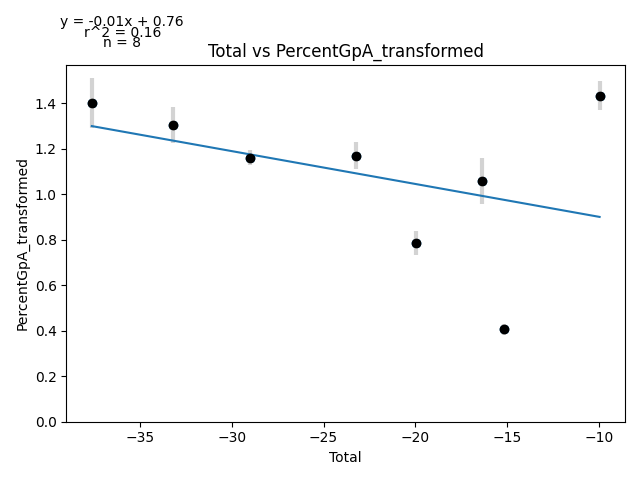 y = -0.01x + 0.76
r^2 = 0.16
n = 8
Total vs PercentGpA_transformed
PercentGpA_transformed
1.4
1.2
1.0
0.8
0.6
0.4
0.2
0.0
−35
−30
−25
−20
−15
−10
Total